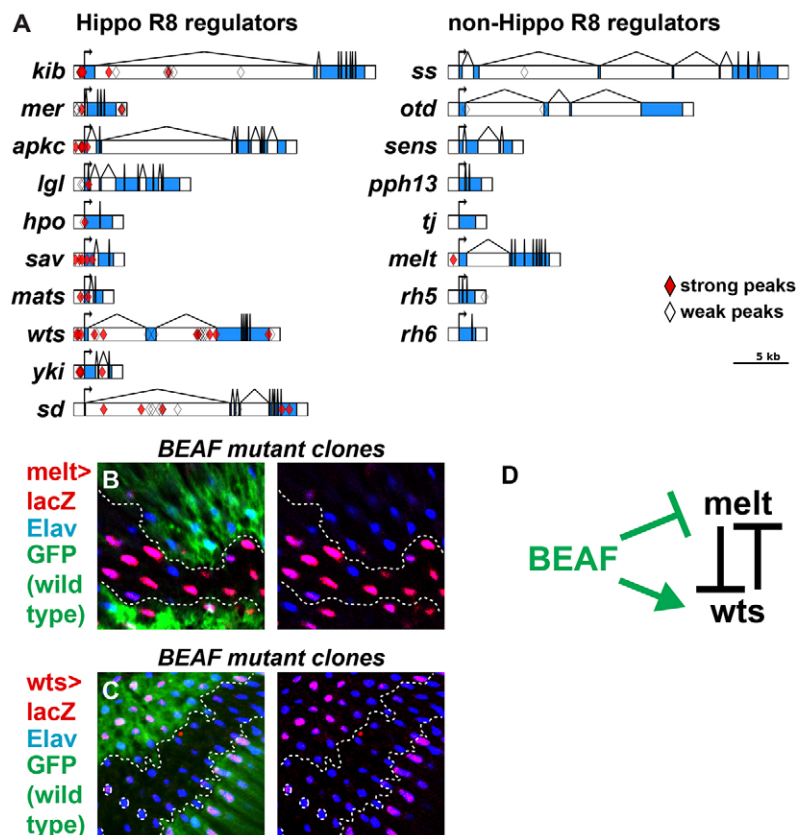 A
Hippo R8 regulators
kib
mer
apkc
lgl
hpo
sav
mats
wts
yki
sd
non-Hippo R8 regulators
ss
otd
sens
pph13
tj
melt
rh5
rh6
strong peaks
weak peaks
5 kb
BEAF mutant clones
B
melt>
lacZ
Elav
GFP
(wild
type)
BEAF mutant clones
C
wts>
lacZ
Elav
GFP
(wild
type)
D
melt
BEAF
wts